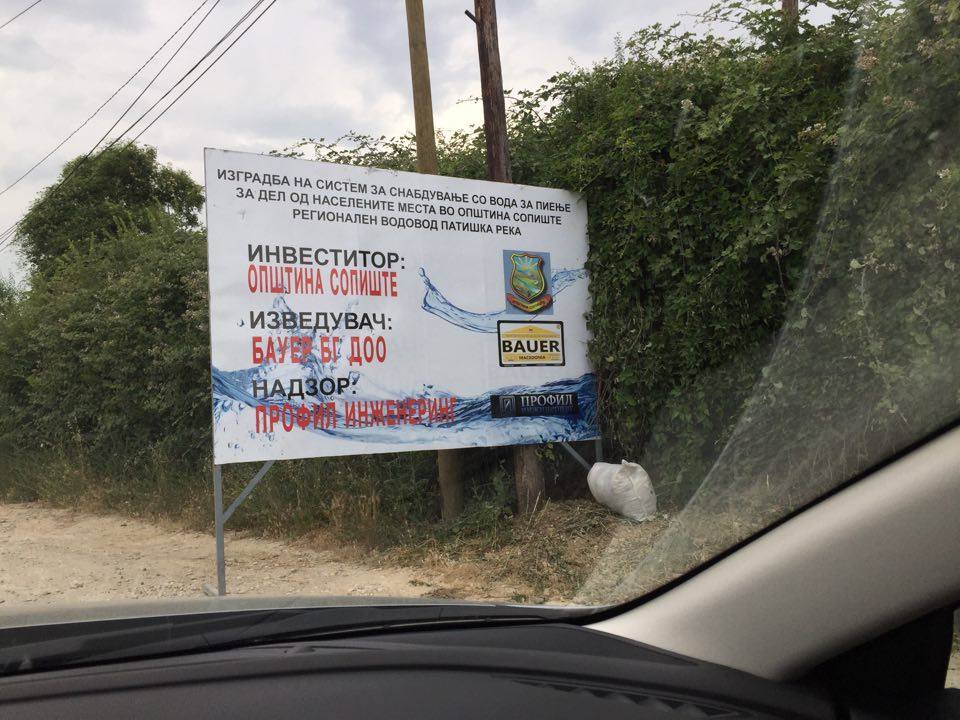 ИЗГРАДБА НА СИСТЕМ ЗА СНАБДУВАЊЕ СО ВОДА ЗА ПИЕЊЕ
ЗА ДЕЛ ОД НАСЕЛЕНИТЕ МЕСТА ВО ОПШТИНА СОПИШТЕ
РЕГИОНАЛЕН ВОДОВОД ПАТИШКА РЕКА
ИНВЕСТИТОР:
ОПШТИНА СОПИШТЕ
ИЗВЕДУВАЧ:
БАУЕР БГ ДОО
BAUER
MACEDONIA
НАДЗОР:
ПРОФИЛ ИНЖЕНЕРИНГ
ПРОФИЛ